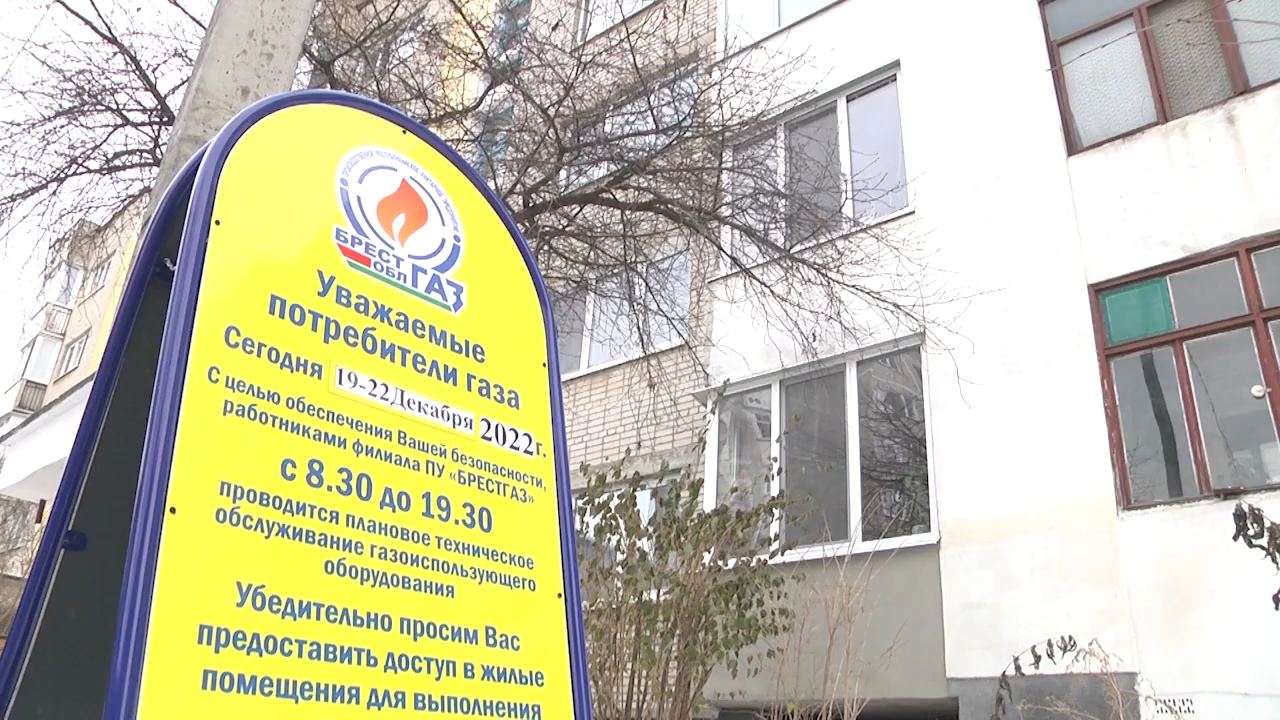 БРЕСТ
ОБЛ ГАЗ
Уважаемые
потребители газа
Сегодня 19-22Декабря 2022г.
С целью обеспечения Вашей безопасности,
работниками филиала ПУ «БРЕСТГАЗ»
с 8.30 до 19.30
проводится плановое техническое
обслуживание газоиспользующего
оборудования
Убедительно просим Вас
предоставить доступ в жилые
помещения для выполнения